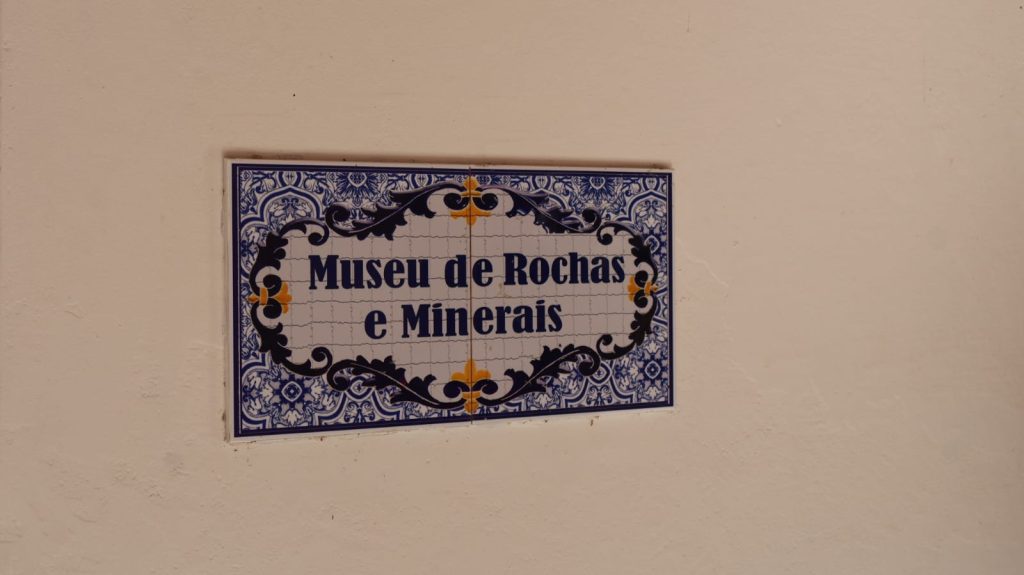 Museu de Rochas
e Minerais